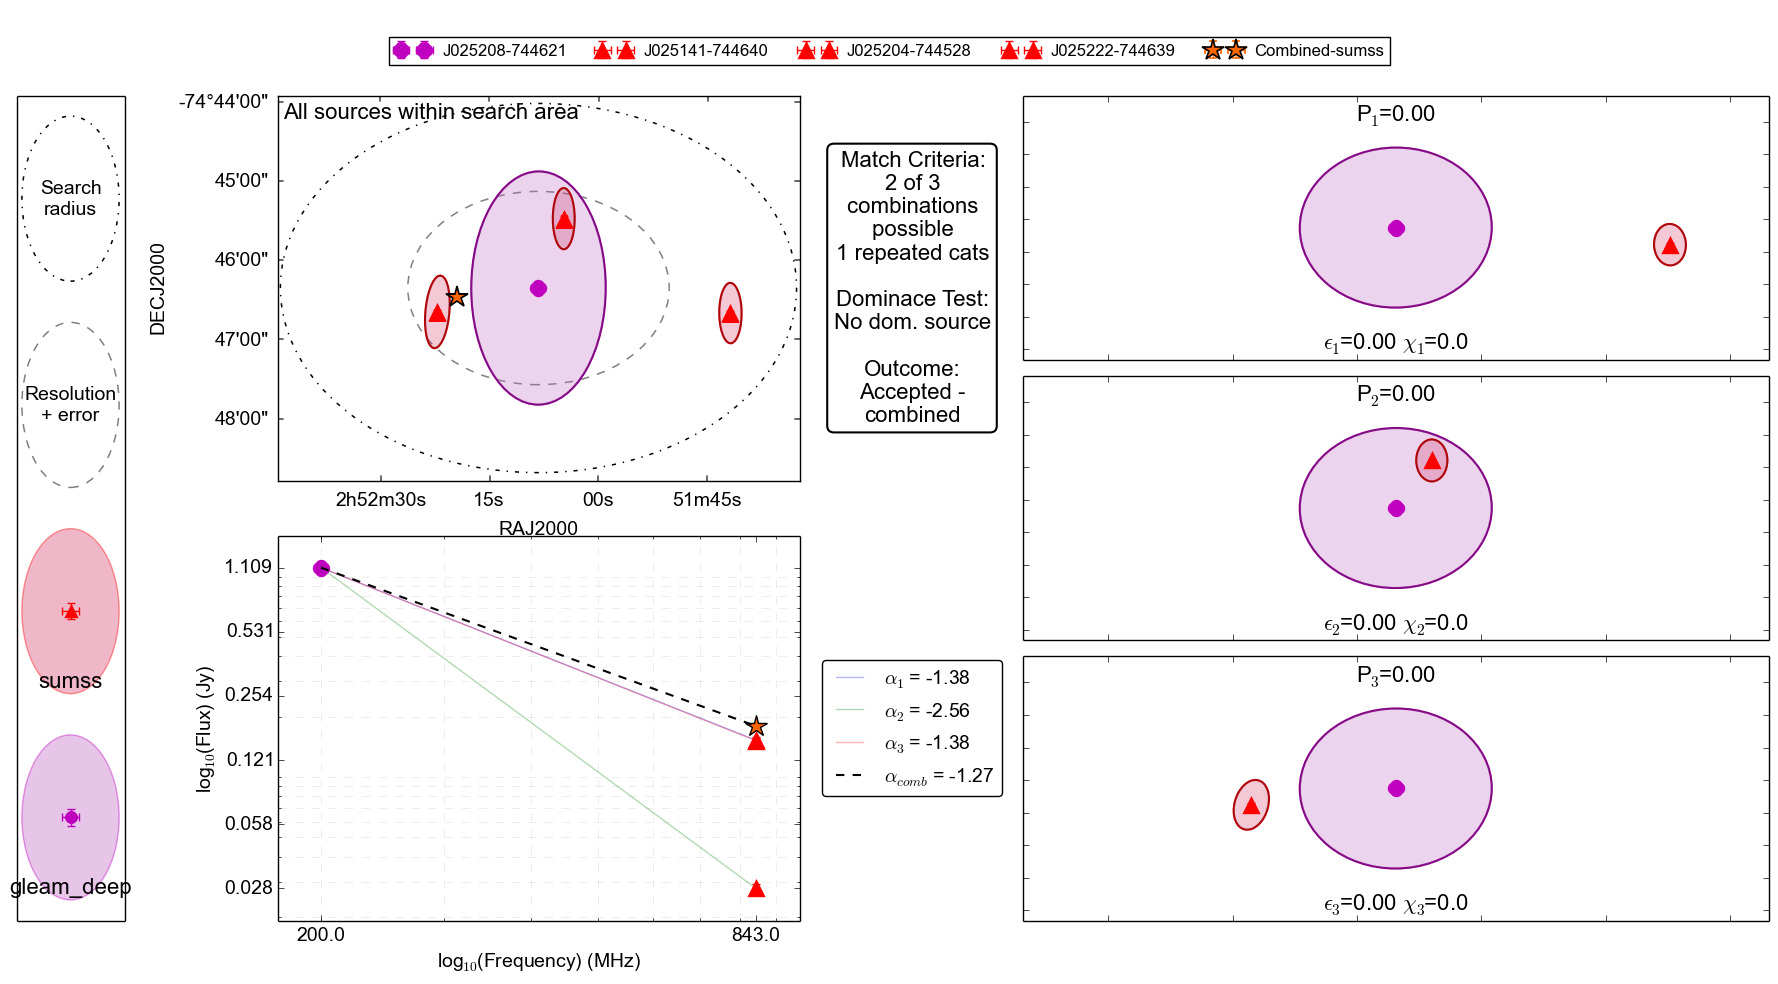 J025208-744621 J025141-744640 J025204-744528 J025222-744639 Combined-sumss
Search
radius
Resolution
+ error
sumss
gleam_deep
All sources within search area
DECJ2000
-74°44'00"
45'00"
46'00"
47'00"
48'00"
2h52m30s 15s 00s 51m45s
RAJ2000
Match Criteria:
2 of 3
combinations
possible
1 repeated cats
Dominace Test:
No dom. source
Outcome:
Accepted -
combined
log10(Flux) (Jy)
1.109
0.531
0.254
0.121
0.058
0.028
200.0 843.0
log10(Frequency) (MHz)
α1 = -1.38
α2 = -2.56
α3 = -1.38
αcomb = -1.27
P1=0.00
ϵ1=0.00 χ1=0.0
P2=0.00
ϵ2=0.00 χ2=0.0
P3=0.00
ϵ3=0.00 χ3=0.0